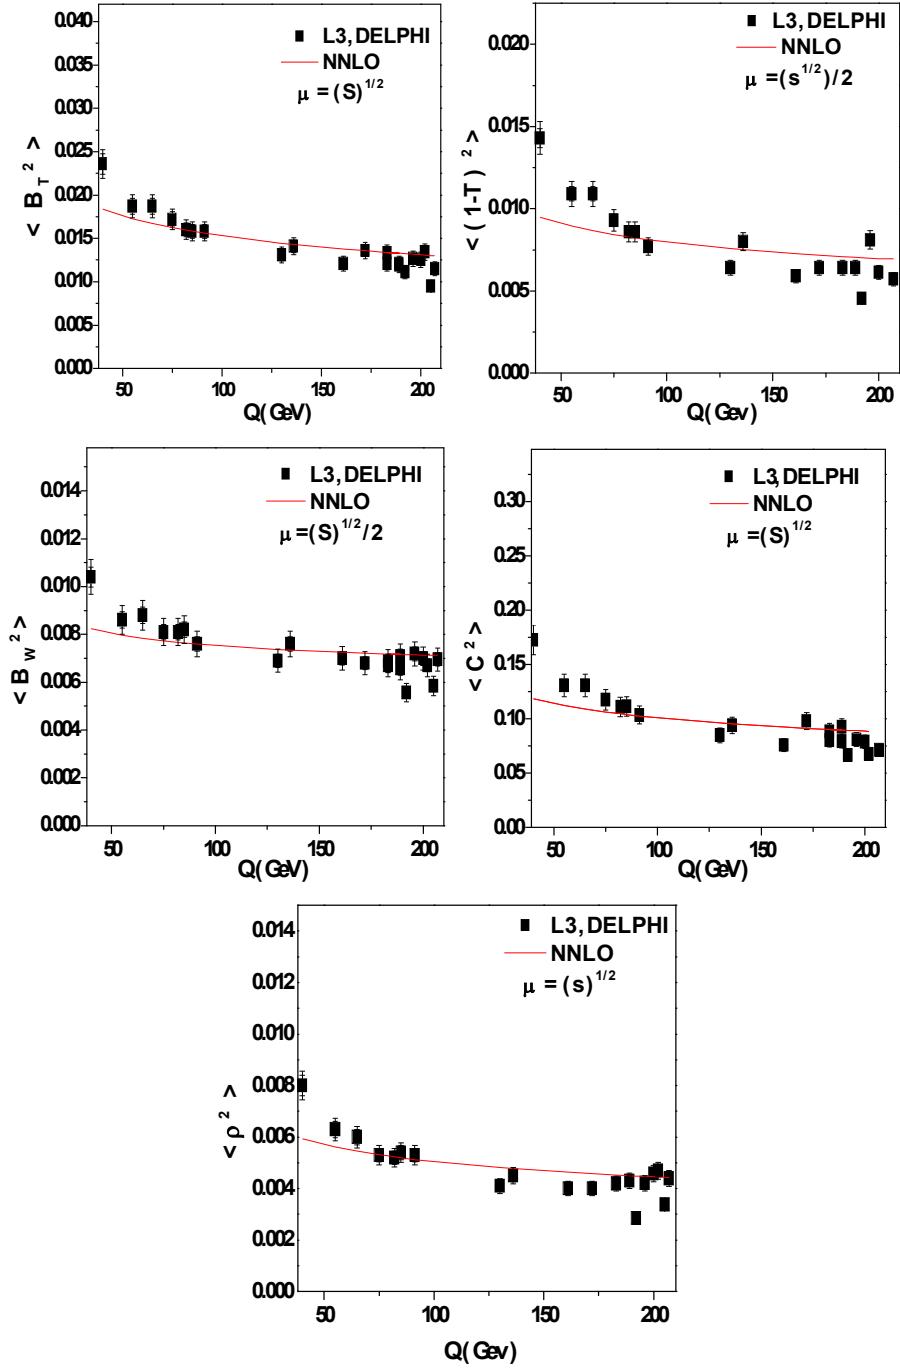 0.040
0.035
0.030
0.025
0.020
0.015
0.010
0.005
0.000
50
100
150
200
Q(GeV)
< B_T^2 >
L3,DELPHI
NNLO
μ =(S)^1/2
0.020
0.015
0.010
0.005
0.000
50
100
150
200
Q(Gev)
< (1-T)^2 >
L3,DELPHI
NNLO
μ =(s^1/2)/2
0.014
0.012
0.010
0.008
0.006
0.004
0.002
0.000
50
100
150
200
Q(GeV)
< B_w^2 >
L3,DELPHI
NNLO
μ =(S)^1/2/2
0.30
0.25
0.20
0.15
0.10
0.05
0.00
50
100
150
200
Q(GeV)
< C^2 >
L3,DELPHI
NNLO
μ =(S)^1/2
0.014
0.012
0.010
0.008
0.006
0.004
0.002
0.000
50
100
150
200
Q(Gev)
< ρ^2 >
L3,DELPHI
NNLO
μ =(s)^1/2